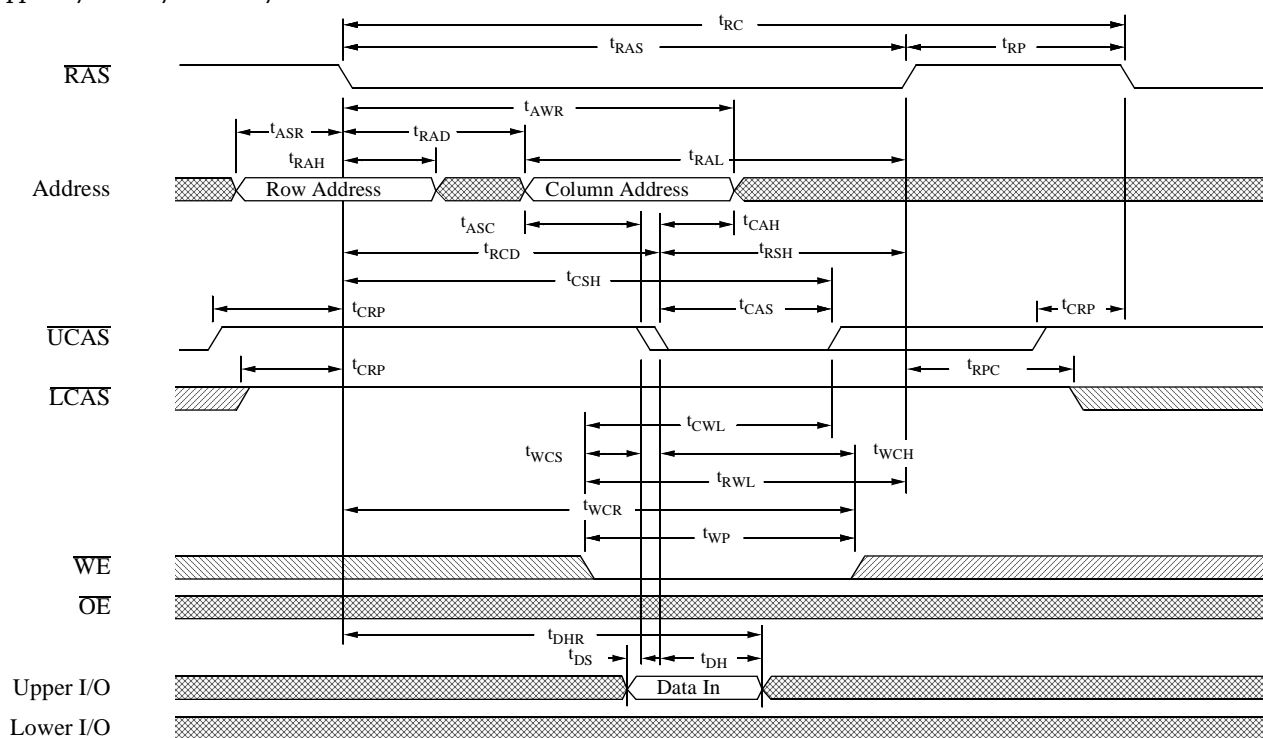 tRC
tRAS tRP
RAS
tAWR
tASR tRAD
tRAH tRAL
Address Row Address Column Address
tASC tCAH
tRCD tRSH
tCSH
tCRP tCAS tCRP
UCAS
tCRP tRPC
LCAS
tCWL
tWCS tWCH
tRWL
tWCR
tWP
WE
OE
tDHR
tDS tDH
Upper I/O Data In
Lower I/O